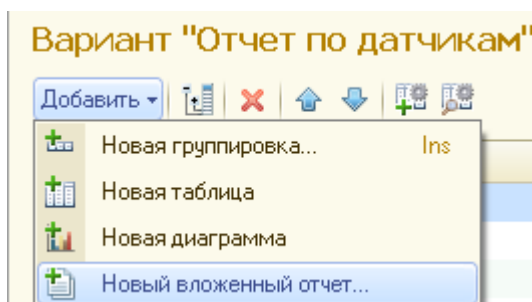 Вариант "Отчет по датчикам"
Добавить
Новая группировка... Ins
Новая таблица
Новая диаграмма
Новый вложенный отчет...